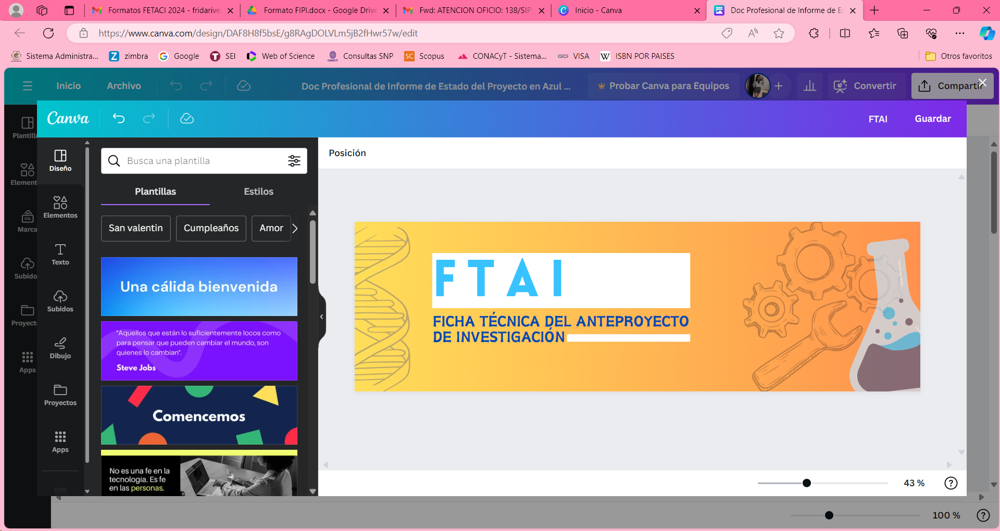 Formatos FETACI 2024 - fridarive
Formato FIPI.docx - Google Drive
Fwd: ATENCION OFICIO: 138/SIP
Inicio - Canva
Doc Profesional de Informe de Es
https://www.canva.com/design/DAF8H8f5bsE/g8RAgDOLVLm5jB2fHwr57w/edit
Sistema Administra...
zimbra
Google
SEI
Web of Science
Consultas SNP
Scopus
CONACyT - Sistema...
VISA
ISBN POR PAISES
Otros favoritos
Inicio
Archivo
Doc Profesional de Informe de Estado del Proyecto en Azul ...
Probar Canva para Equipos
Convertir
Compartir
Canva
FTAI
Guardar
Plantilla
Element
Marca
Subido
Proyect
Apps
Diseño
Elementos
Texto
Subidos
Dibujo
Proyectos
Apps
Busca una plantilla
Plantillas
Estilos
San valentin
Cumpleaños
Amor
Una cálida bienvenida
"Aquellos que están lo suficientemente locos como
para pensar que pueden cambiar el mundo, son
quienes lo cambian".
Steve Jobs
Comencemos
No es una fe en la
tecnología. Es fe
en las personas.
Posición
FTAI
FICHA TÉCNICA DEL ANTEPROYECTO
DE INVESTIGACIÓN
43 %
100 %